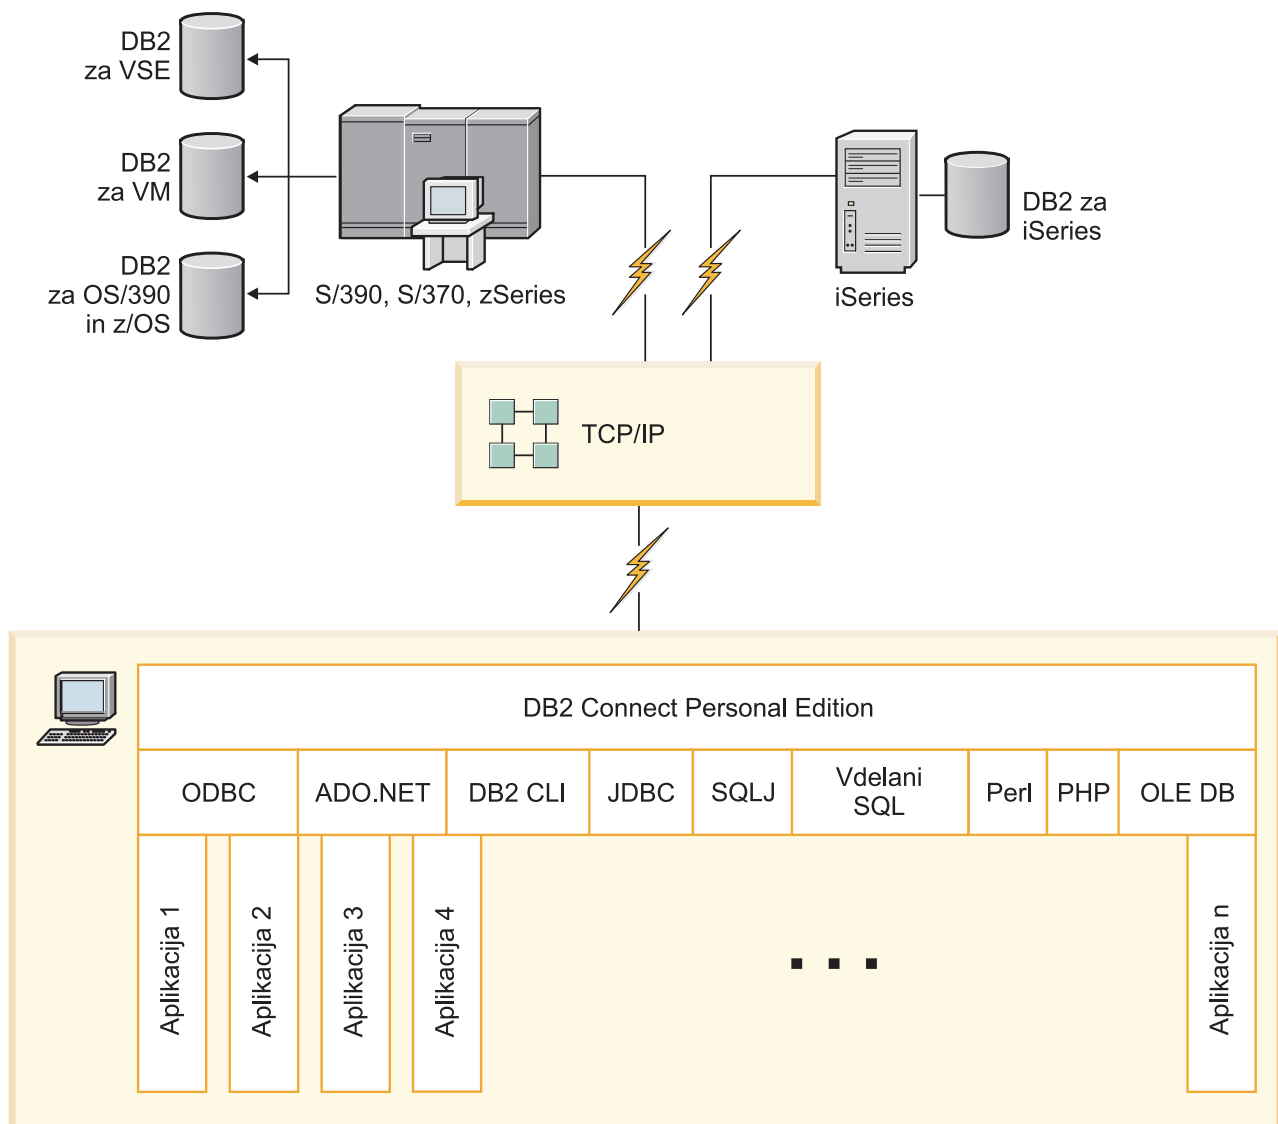 DB2
za VSE
DB2
za VM
DB2
za OS/390
in z/OS
S/390, S/370, zSeries
iSeries
DB2 za
iSeries
TCP/IP
DB2 Connect Personal Edition
ODBC
ADO.NET
DB2 CLI
JDBC
SQLJ
Vdelani
SQL
Perl
PHP
OLE DB
Aplikacija 1
Aplikacija 2
Aplikacija 3
Aplikacija 4
Aplikacija n